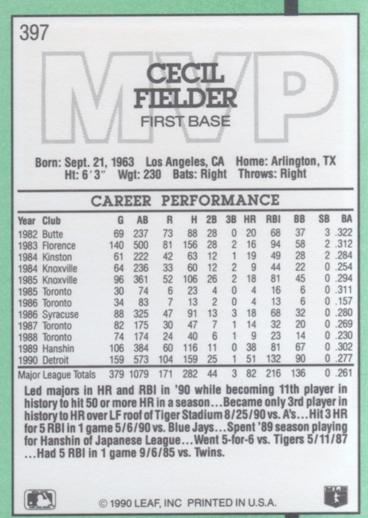 397
MVP
CECIL
FIELDER
FIRST BASE
Born: Sept. 21, 1963 Los Angeles, CA Home: Arlington, TX
Ht: 6'3" Wgt: 230 Bats: Right Throws: Right
CAREER PERFORMANCE
Year Club G AB R H 2B 3B HR RBI BB SB BA
1982 Butte 69 237 73 88 28 0 20 68 37 3 .322
1983 Florence 140 500 81 156 28 2 16 94 58 2 .312
1984 Kinston 61 222 42 63 12 1 19 49 28 2 .284
1984 Knoxville 64 236 33 60 12 2 9 44 22 0 .254
1985 Knoxville 96 361 52 106 26 2 18 81 45 0 .294
1985 Toronto 30 74 6 23 4 0 4 16 6 0 .311
1986 Toronto 34 83 7 13 2 0 4 13 6 0 .157
1986 Syracuse 88 325 47 91 13 3 18 68 32 0 .280
1987 Toronto 82 175 30 47 7 1 14 32 20 0 .269
1988 Toronto 74 174 24 40 6 1 9 23 14 0 .230
1989 Hanshin 106 384 60 116 11 0 38 81 67 0 .302
1990 Detroit 159 573 104 159 25 1 51 132 90 0 .277
Major League Totals 379 1079 171 282 44 3 82 216 136 0 .261
Led majors in HR and RBI in '90 while becoming 11th player in
history to hit 50 or more HR in a season...Became only 3rd player in
history to HR over LF roof of Tiger Stadium 8/25/90 vs. A's...Hit 3 HR
for 5 RBI in 1 game 5/6/90 vs. Blue Jays...Spent '89 season playing
for Hanshin of Japanese League...Went 5-for-6 vs. Tigers 5/11/87
...Had 5 RBI in 1 game 9/6/85 vs. Twins.
© 1990 LEAF, INC PRINTED IN U.S.A.